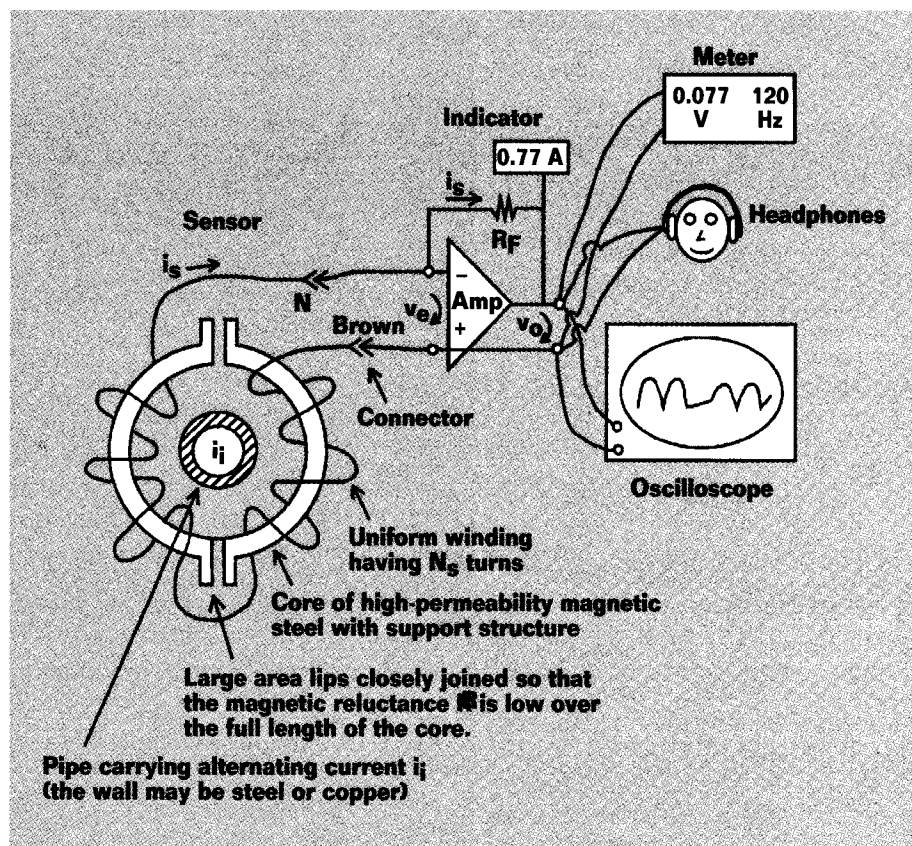 Meter
0.077 120
V Hz
Indicator
0.77 A
is
RF
Headphones
Sensor
is
N
−
Amp
+
ve
vo
Brown
Connector
ii
Oscilloscope
Uniform winding
having Ns turns
Core of high-permeability magnetic
steel with support structure
Large area lips closely joined so that
the magnetic reluctance is low over
the full length of the core.
Pipe carrying alternating current ii
(the wall may be steel or copper)